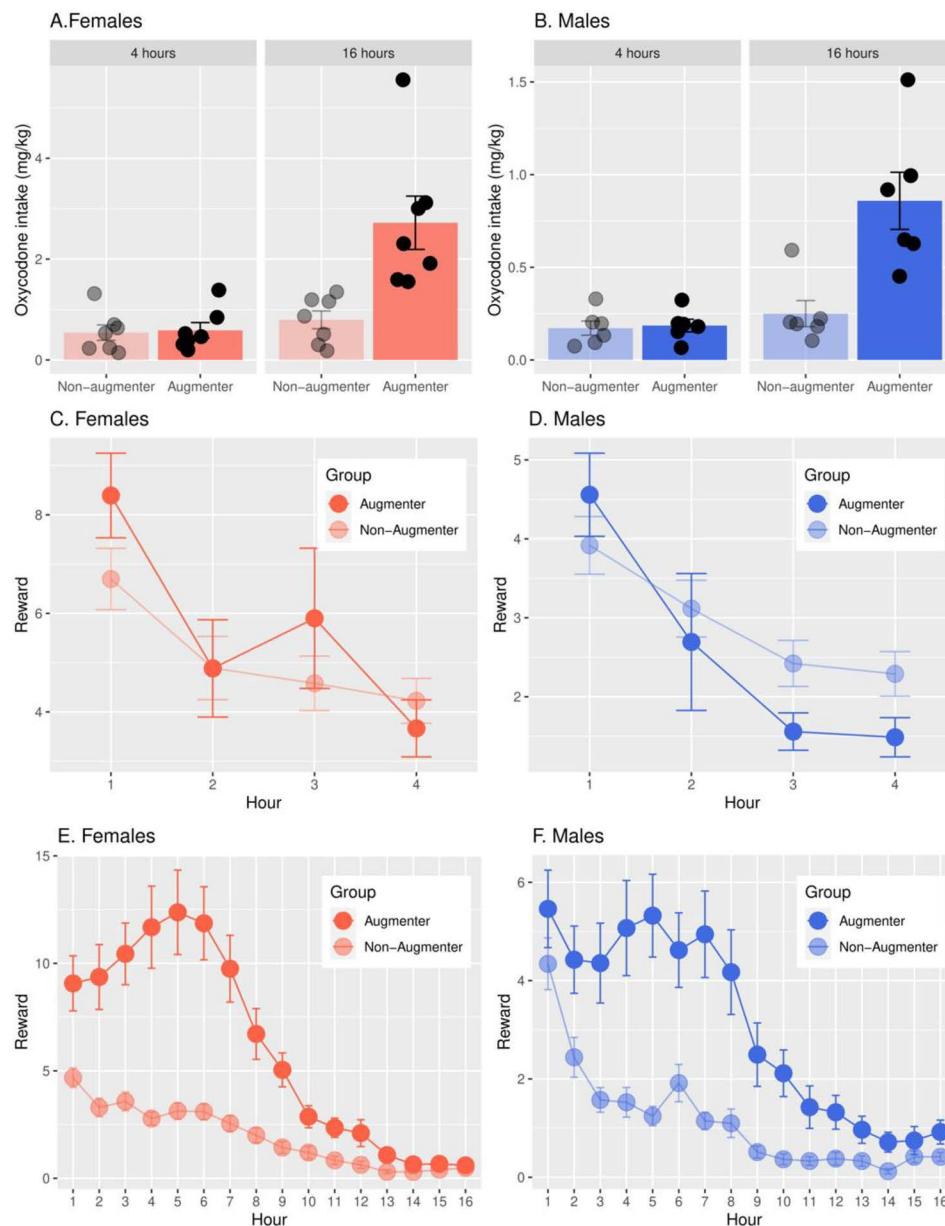 A.Females
4 hours
16 hours
Oxycodone intake (mg/kg)
4
2
0
Non-augmenter
Augmenter
Non-augmenter
Augmenter
B. Males
4 hours
16 hours
Oxycodone intake (mg/kg)
1.5
1.0
0.5
0.0
Non-augmenter
Augmenter
Non-augmenter
Augmenter
C. Females
Reward
8
6
4
1 2 3 4
Hour
Group
Augmenter
Non-Augmenter
D. Males
Reward
5
4
3
2
1 2 3 4
Hour
Group
Augmenter
Non-Augmenter
E. Females
Reward
15
10
5
0
1 2 3 4 5 6 7 8 9 10 11 12 13 14 15 16
Hour
Group
Augmenter
Non-Augmenter
F. Males
Reward
6
4
2
0
1 2 3 4 5 6 7 8 9 10 11 12 13 14 15 16
Hour
Group
Augmenter
Non-Augmenter